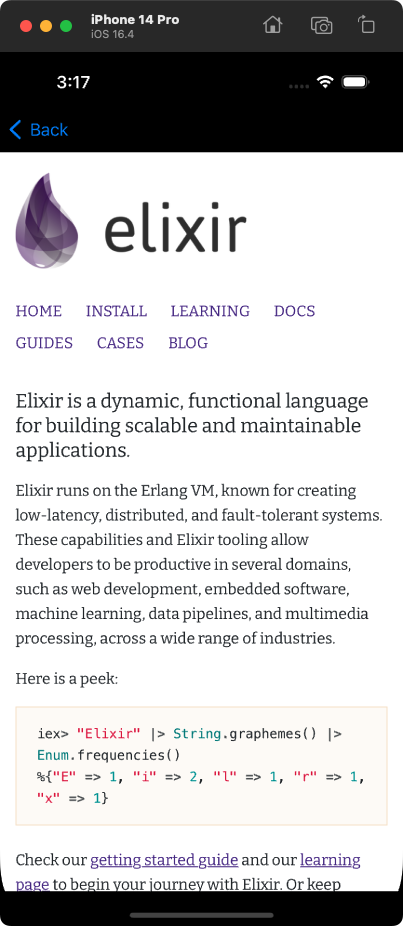 iPhone 14 Pro
iOS 16.4
3:17
Back
elixir
HOME INSTALL LEARNING DOCS
GUIDES CASES BLOG
Elixir is a dynamic, functional language
for building scalable and maintainable
applications.
Elixir runs on the Erlang VM, known for creating
low-latency, distributed, and fault-tolerant systems.
These capabilities and Elixir tooling allow
developers to be productive in several domains,
such as web development, embedded software,
machine learning, data pipelines, and multimedia
processing, across a wide range of industries.
Here is a peek:
iex> "Elixir" |> String.graphemes() |>
Enum.frequencies()
%{"E" => 1, "i" => 2, "l" => 1, "r" => 1,
"x" => 1}
Check our getting started guide and our learning
page to begin your journey with Elixir. Or keep